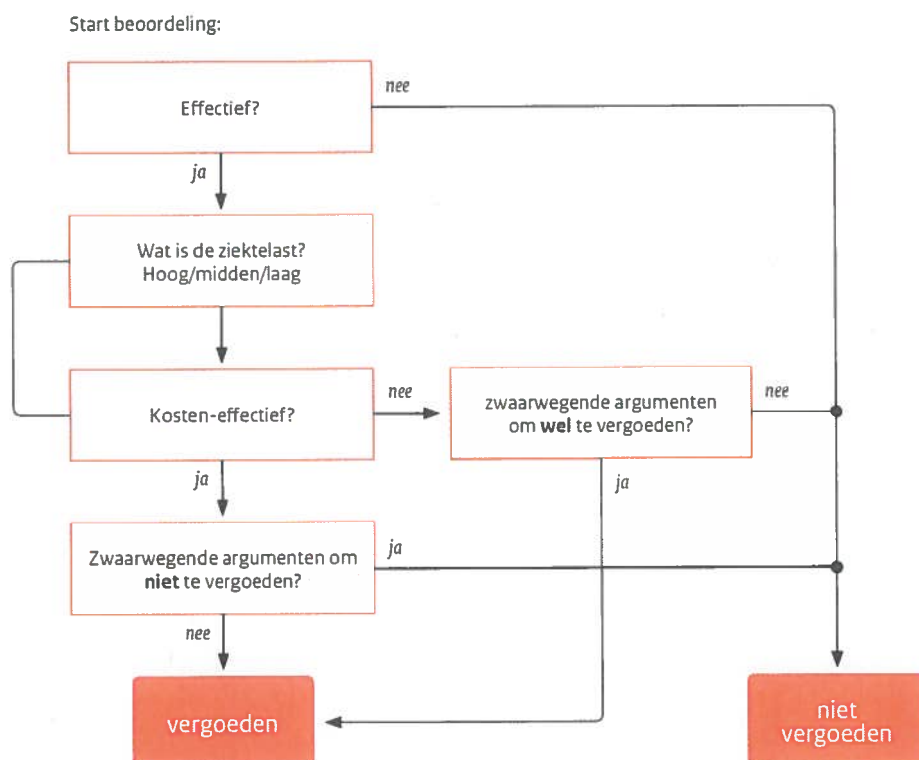 Start beoordeling:
Effectief?
nee
ja
Wat is de ziektelast?
Hoog/midden/laag
Kosten-effectief?
nee
zwaarwegende argumenten
om wel te vergoeden?
nee
ja
ja
Zwaarwegende argumenten om
niet te vergoeden?
ja
nee
vergoeden
niet
vergoeden